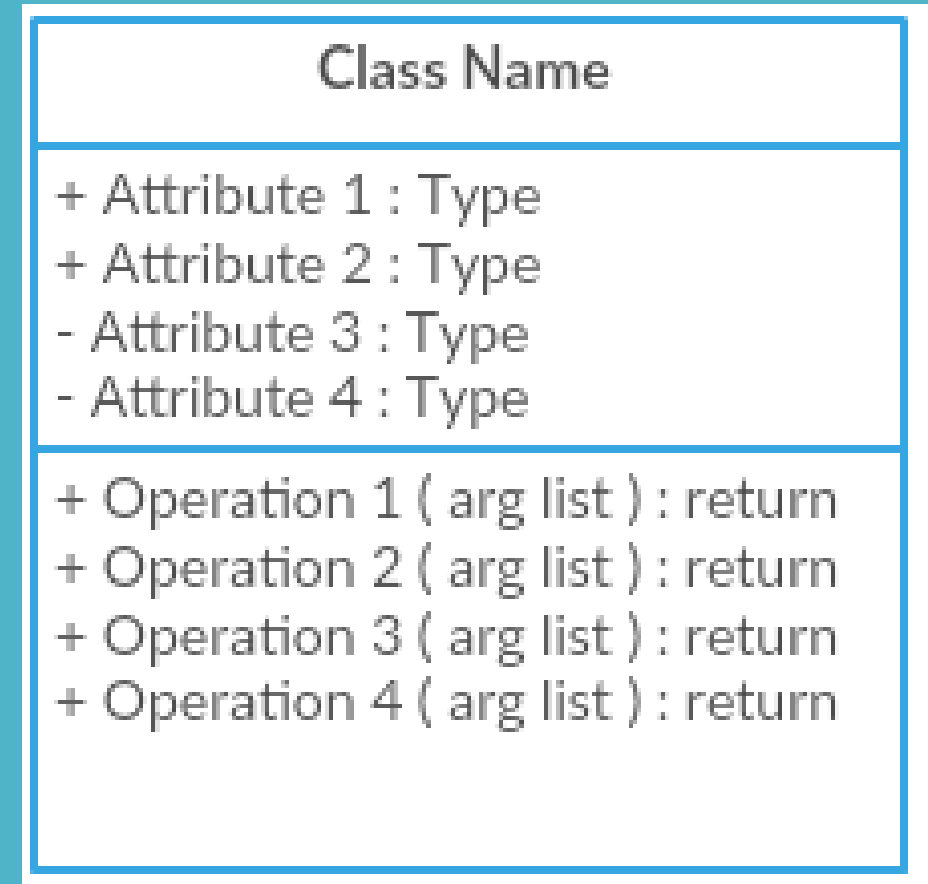 Class Name
+ Attribute 1 : Type
+ Attribute 2 : Type
- Attribute 3 : Type
- Attribute 4 : Type
+ Operation 1 ( arg list ) : return
+ Operation 2 ( arg list ) : return
+ Operation 3 ( arg list ) : return
+ Operation 4 ( arg list ) : return